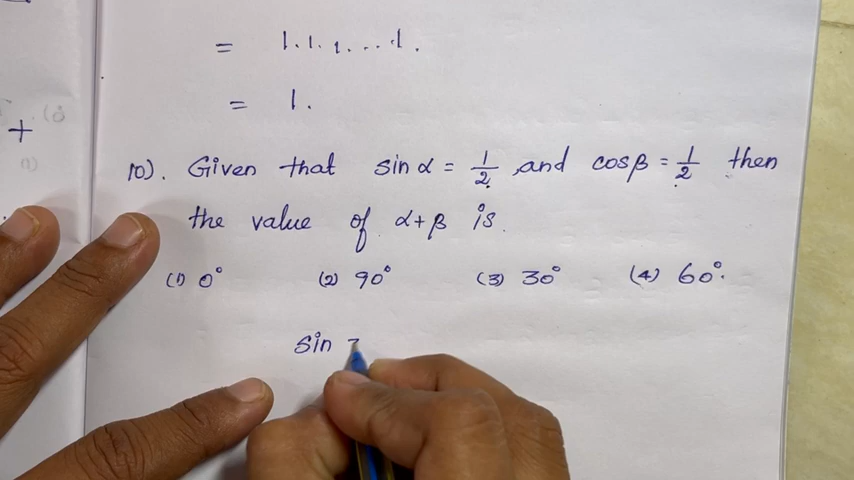 = 1.1.1....1.
= 1.
+
10). Given that sin α = 1/2, and cos β = 1/2 then
the value of α+β is.
(1) 0° (2) 90° (3) 30° (4) 60°.
sin